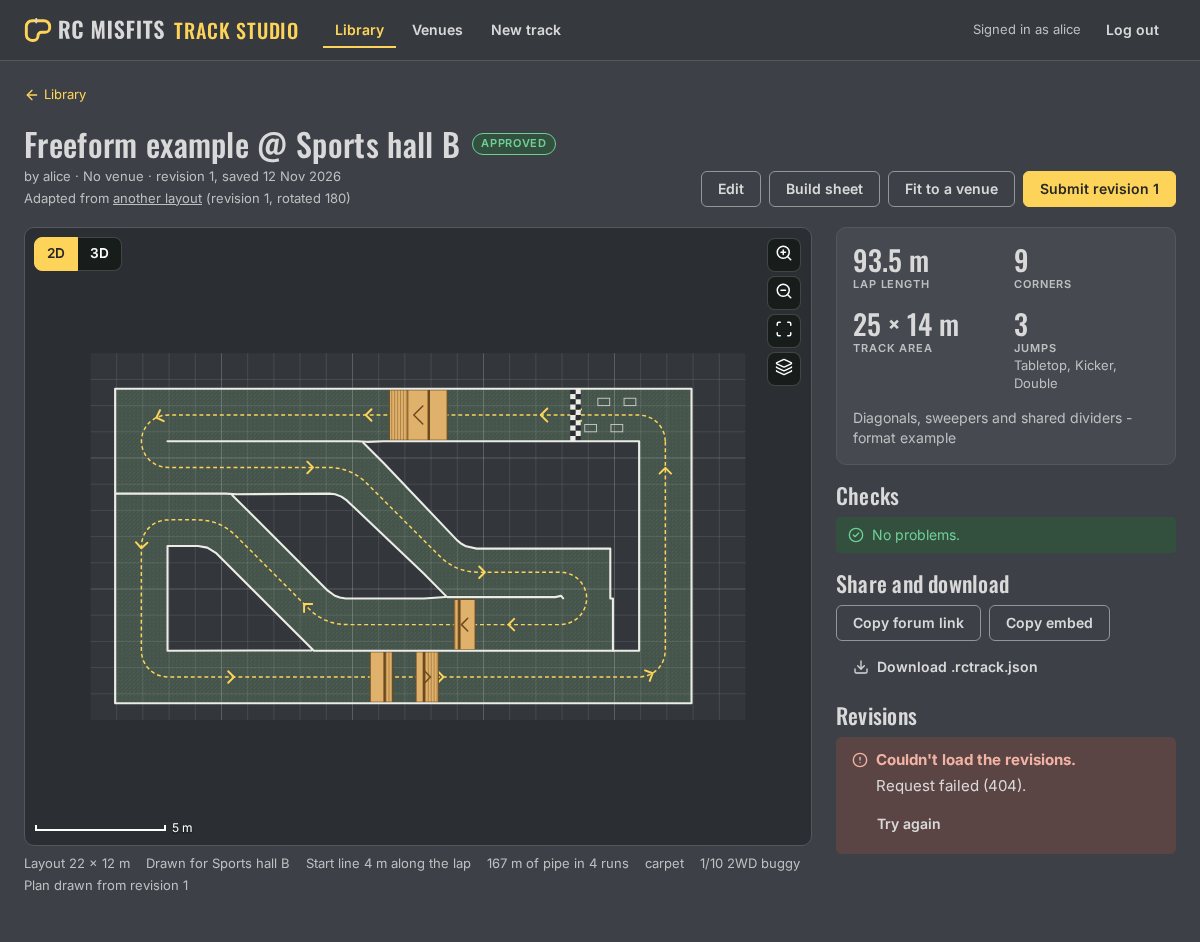 RC MISFITS TRACK STUDIO
Library
Venues
New track
Signed in as alice
Log out
Library
Freeform example @ Sports hall B
APPROVED
by alice · No venue · revision 1, saved 12 Nov 2026
Adapted from another layout (revision 1, rotated 180)
Edit
Build sheet
Fit to a venue
Submit revision 1
2D
3D
5 m
Layout 22 × 12 m
Drawn for Sports hall B
Start line 4 m along the lap
167 m of pipe in 4 runs
carpet
1/10 2WD buggy
Plan drawn from revision 1
93.5 m
LAP LENGTH
9
CORNERS
25 × 14 m
TRACK AREA
3
JUMPS
Tabletop, Kicker,
Double
Diagonals, sweepers and shared dividers -
format example
Checks
No problems.
Share and download
Copy forum link
Copy embed
Download .rctrack.json
Revisions
Couldn't load the revisions.
Request failed (404).
Try again